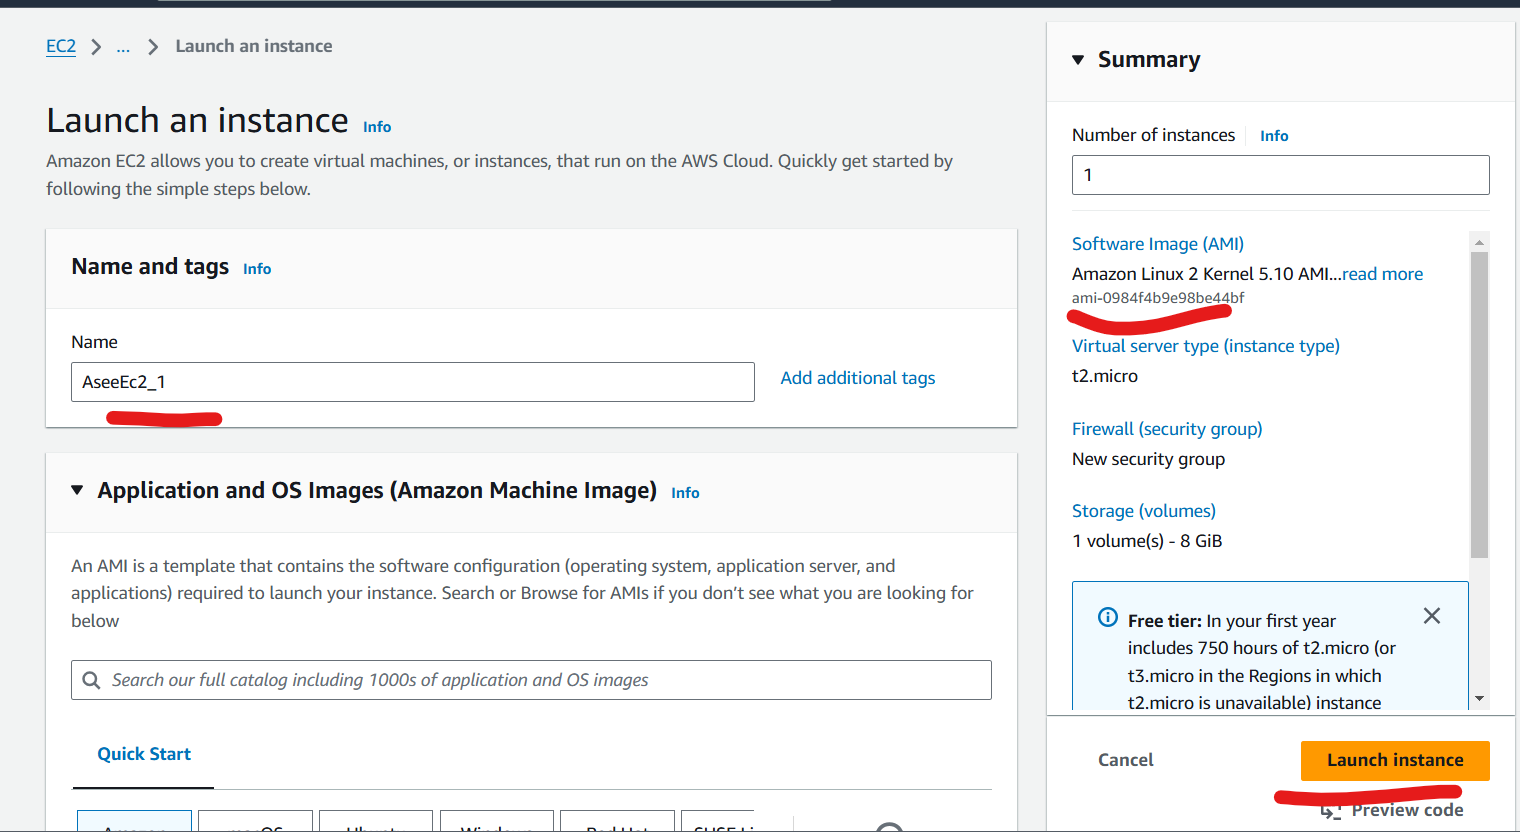 EC2 > ... > Launch an instance
Launch an instance Info
Amazon EC2 allows you to create virtual machines, or instances, that run on the AWS Cloud. Quickly get started by
following the simple steps below.
Name and tags Info
Name
AseeEc2_1
Add additional tags
Application and OS Images (Amazon Machine Image) Info
An AMI is a template that contains the software configuration (operating system, application server, and
applications) required to launch your instance. Search or Browse for AMIs if you don’t see what you are looking for
below
Search our full catalog including 1000s of application and OS images
Quick Start
Summary
Number of instances Info
1
Software Image (AMI)
Amazon Linux 2 Kernel 5.10 AMI...read more
ami-0984f4b9e98be44bf
Virtual server type (instance type)
t2.micro
Firewall (security group)
New security group
Storage (volumes)
1 volume(s) - 8 GiB
Free tier: In your first year
includes 750 hours of t2.micro (or
t3.micro in the Regions in which
t2.micro is unavailable) instance
Cancel
Launch instance
Preview code